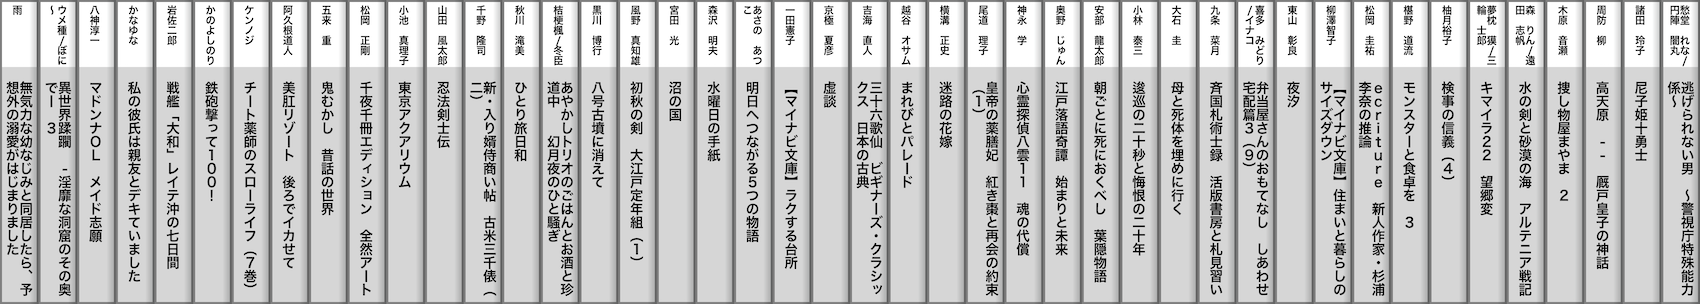 愁堂 れな/
円陣 闇丸
逃げられない男 ～警視庁特殊能力
係～
諸田 玲子
尼子姫十勇士
周防 柳
高天原 -- 厩戸皇子の神話
木原 音瀬
捜し物屋まやま 2
森 りん/遠
田 志帆
水の剣と砂漠の海 アルテニア戦記
夢枕 獏/三
輪 士郎
キマイラ22 望郷変
柚月裕子
検事の信義（4）
椹野 道流
モンスターと食卓を 3
松岡 圭祐
ecriture 新人作家・杉浦
李奈の推論
柳澤智子
【マイナビ文庫】住まいと暮らしの
サイズダウン
東山 彰良
夜汐
喜多 みどり
/イナコ
弁当屋さんのおもてなし しあわせ
宅配篇3（9）
九条 菜月
斉国札術士録 活版書房と札見習い
大石 圭
母と死体を埋めに行く
小林 泰三
逡巡の二十秒と悔恨の二十年
安部 龍太郎
朝ごとに死におくべし 葉隠物語
奥野 じゅん
江戸落語奇譚 始まりと未来
神永 学
心霊探偵八雲11 魂の代償
尾道 理子
皇帝の薬膳妃 紅き棗と再会の約束
（1）
横溝 正史
迷路の花嫁
越谷 オサム
まれびとパレード
吉海 直人
三十六歌仙 ビギナーズ・クラシッ
クス 日本の古典
京極 夏彦
虚談
一田憲子
【マイナビ文庫】ラクする台所
あさの あつ
こ
明日へつながる5つの物語
森沢 明夫
水曜日の手紙
宮田 光
沼の国
風野 真知雄
初秋の剣 大江戸定年組（1）
黒川 博行
八号古墳に消えて
桔梗楓/冬臣
あやかしトリオのごはんとお酒と珍
道中 幻月夜のひと騒ぎ
秋川 滝美
ひとり旅日和
千野 隆司
新・入り婿侍商い帖 古米三千俵（
二）
山田 風太郎
忍法剣士伝
小池 真理子
東京アクアリウム
松岡 正剛
千夜千冊エディション 全然アート
五来 重
鬼むかし 昔話の世界
阿久根道人
美肛リゾート 後ろでイカせて
ケンノジ
チート薬師のスローライフ（7巻）
かのよしのり
鉄砲撃って100！
岩佐二郎
戦艦「大和」レイテ沖の七日間
かなゆな
私の彼氏は親友とデキていました
八神淳一
マドンナOL メイド志願
ウメ種/ぼに
～
異世界蹂躙 -淫靡な洞窟のその奥
でー 3
雨
無気力な幼なじみと同居したら、予
想外の溺愛がはじまりました